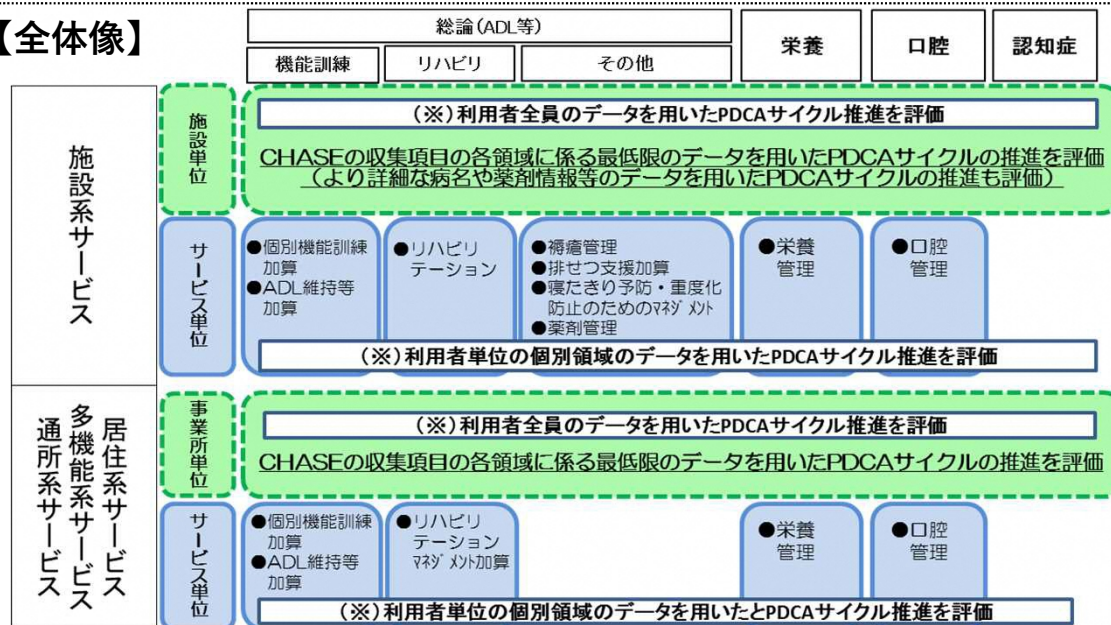 【全体像】
総論(ADL等)
機能訓練
リハビリ
その他
栄養
口腔
認知症
施設系サービス
施設単位
(※)利用者全員のデータを用いたPDCAサイクル推進を評価
CHASEの収集項目の各領域に係る最低限のデータを用いたPDCAサイクルの推進を評価
(より詳細な病名や薬剤情報等のデータを用いたPDCAサイクルの推進も評価)
サービス単位
●個別機能訓練
加算
●ADL維持等
加算
●リハビリ
テーション
●褥瘡管理
●排せつ支援加算
●寝たきり予防・重度化
防止のためのマネジメント
●薬剤管理
●栄養
管理
●口腔
管理
(※)利用者単位の個別領域のデータを用いたPDCAサイクル推進を評価
居住系サービス
多機能系サービス
通所系サービス
事業所単位
(※)利用者全員のデータを用いたPDCAサイクル推進を評価
CHASEの収集項目の各領域に係る最低限のデータを用いたPDCAサイクルの推進を評価
サービス単位
●個別機能訓練
加算
●ADL維持等
加算
●リハビリ
テーション
マネジメント加算
●栄養
管理
●口腔
管理
(※)利用者単位の個別領域のデータを用いたとPDCAサイクル推進を評価